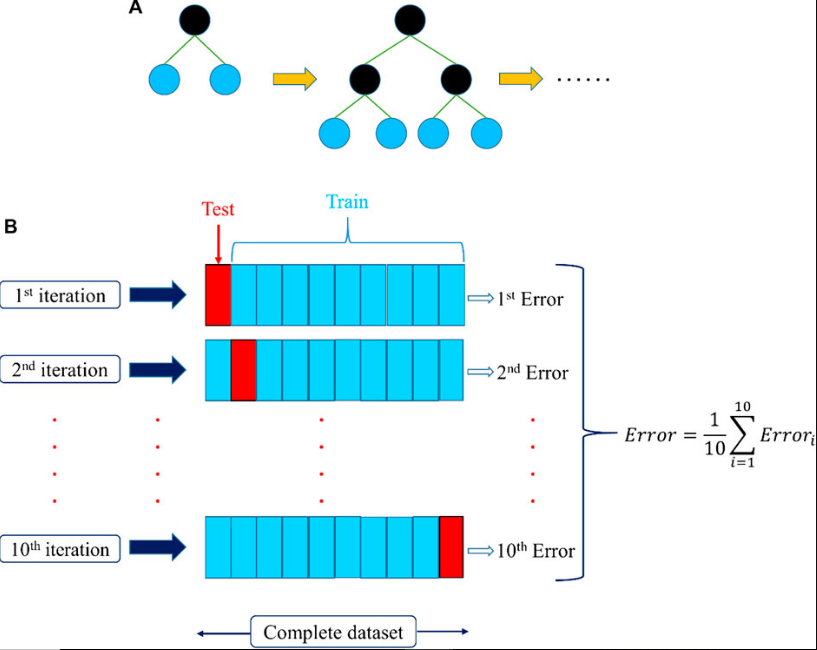 A
......
B
Test
Train
1st iteration
1st Error
2nd iteration
2nd Error
Error = 1/10 10∑i=1 Errori
10th iteration
10th Error
Complete dataset